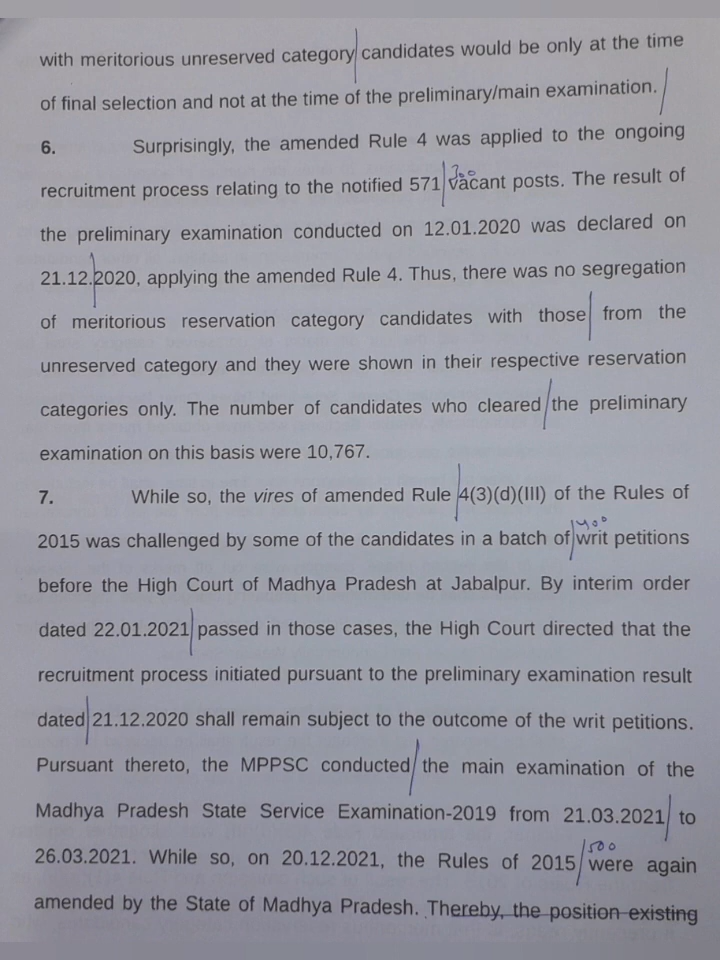 with meritorious unreserved category candidates would be only at the time
of final selection and not at the time of the preliminary/main examination.
6. Surprisingly, the amended Rule 4 was applied to the ongoing
300
recruitment process relating to the notified 571 vacant posts. The result of
the preliminary examination conducted on 12.01.2020 was declared on
21.12.2020, applying the amended Rule 4. Thus, there was no segregation
of meritorious reservation category candidates with those from the
unreserved category and they were shown in their respective reservation
categories only. The number of candidates who cleared the preliminary
examination on this basis were 10,767.
7. While so, the vires of amended Rule 4(3)(d)(III) of the Rules of
400
2015 was challenged by some of the candidates in a batch of writ petitions
before the High Court of Madhya Pradesh at Jabalpur. By interim order
dated 22.01.2021 passed in those cases, the High Court directed that the
recruitment process initiated pursuant to the preliminary examination result
dated 21.12.2020 shall remain subject to the outcome of the writ petitions.
Pursuant thereto, the MPPSC conducted the main examination of the
Madhya Pradesh State Service Examination-2019 from 21.03.2021 to
500
26.03.2021. While so, on 20.12.2021, the Rules of 2015 were again
amended by the State of Madhya Pradesh. Thereby, the position existing